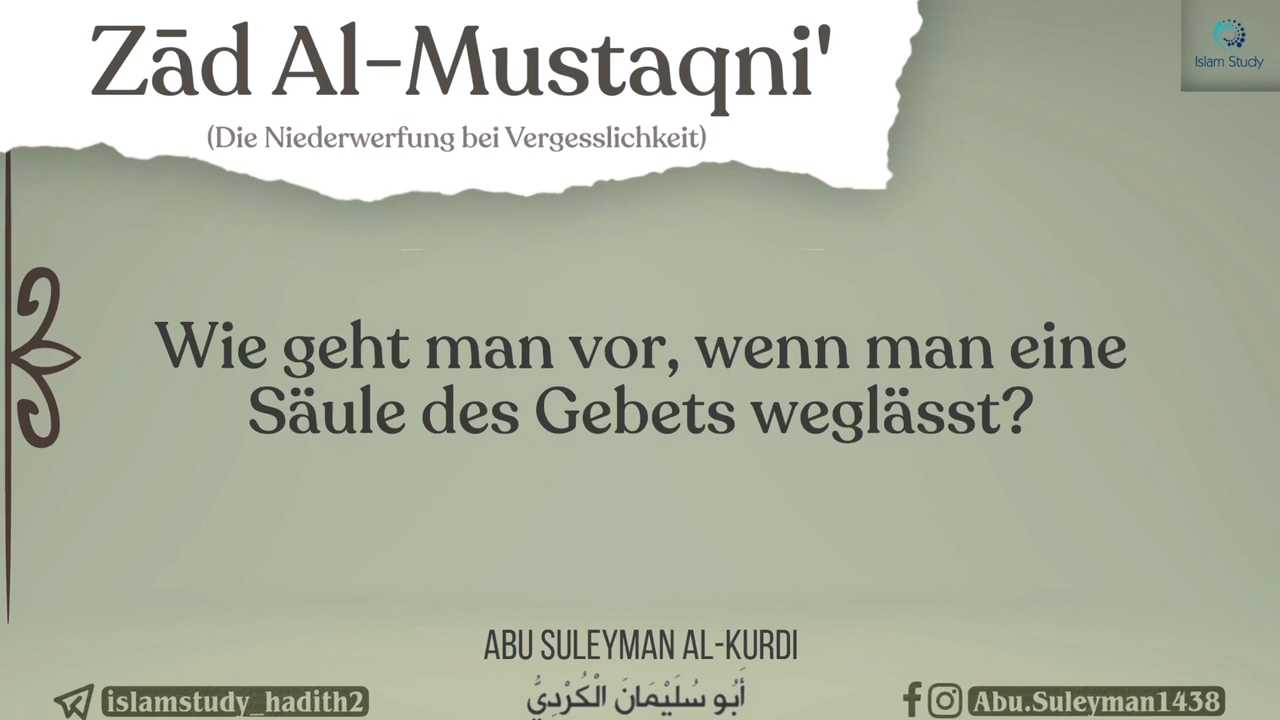 Zād Al-Mustaqni'
(Die Niederwerfung bei Vergesslichkeit)
Islam Study
Wie geht man vor, wenn man eine
Säule des Gebets weglässt?
ABU SULEYMAN AL-KURDI
أَبُو سُلَيْمَانَ الْكُرْدِيُّ
islamstudy_hadith2
Abu.Suleyman1438